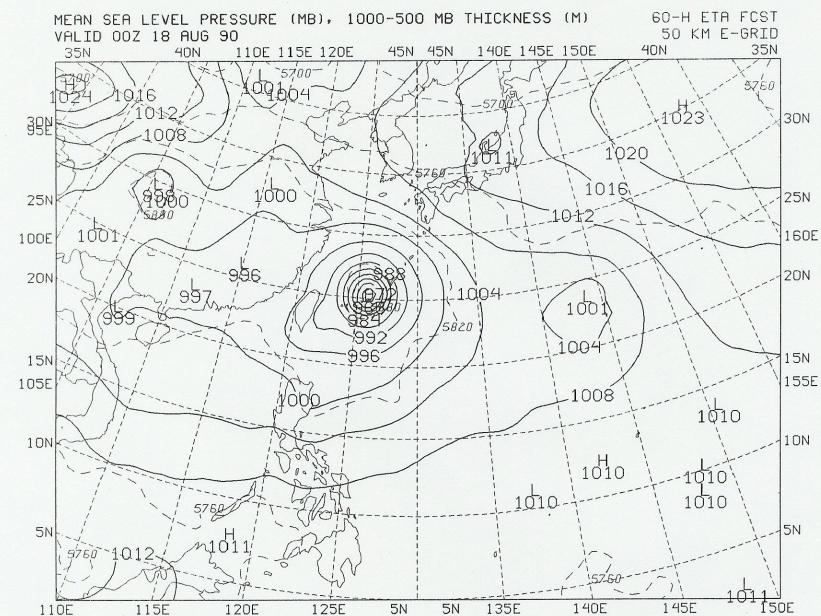 MEAN SEA LEVEL PRESSURE (MB), 1000-500 MB THICKNESS (M) 60-H ETA FCST
VALID 00Z 18 AUG 90 50 KM E-GRID
35N 40N 110E 115E 120E 45N 45N 140E 145E 150E 40N 35N
H 1024
1016
1012
1008
L 1001
1004
5700
5700
5760
H 1023
30N
95E
30N
L 1011
1020
5760
1016
1012
25N
L
1000
5880
L 1000
25N
100E
L 1001
160E
20N
L 996
L 997
L 999
988
984
992
996
1004
5820
L 1001
1004
20N
15N
105E
1000
1008
15N
155E
L 1010
10N
H 1010
L 1010
L 1010
L 1010
10N
5N
5760
H 1011
1012
5760
5760
5N
L 1011
110E 115E 120E 125E 5N 5N 135E 140E 145E 150E